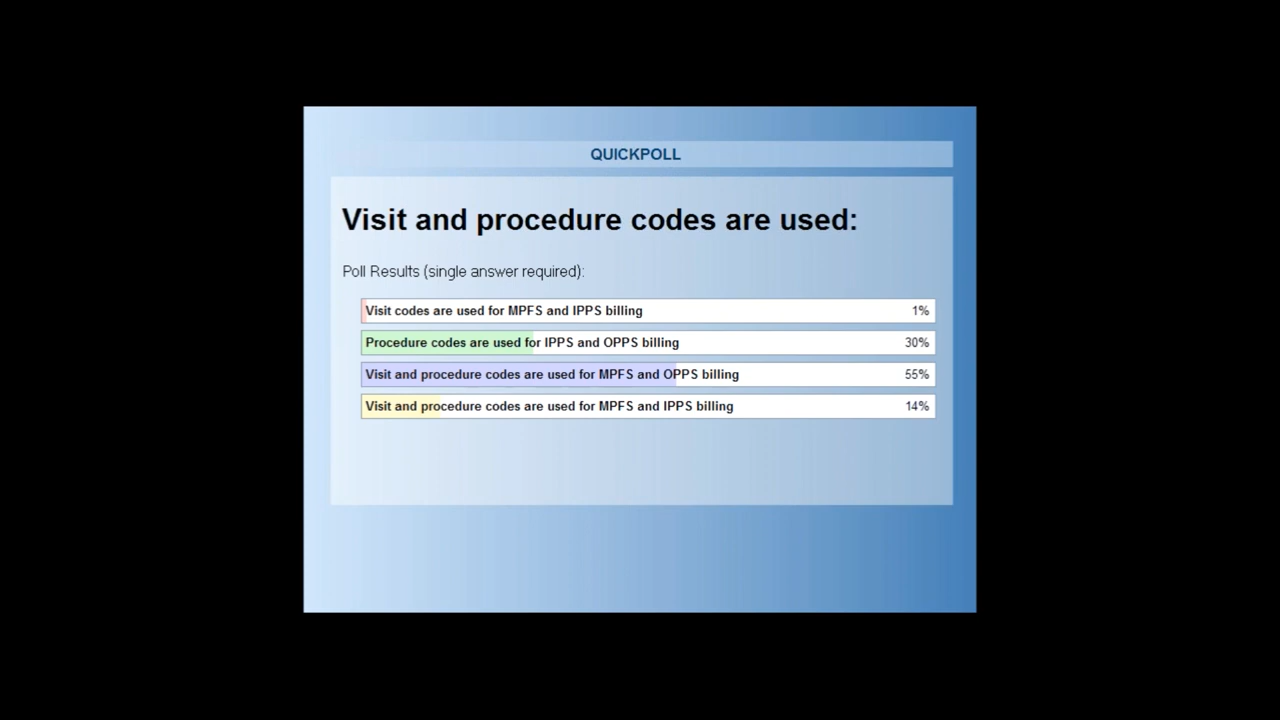 QUICKPOLL
Visit and procedure codes are used:
Poll Results (single answer required):
Visit codes are used for MPFS and IPPS billing 1%
Procedure codes are used for IPPS and OPPS billing 30%
Visit and procedure codes are used for MPFS and OPPS billing 55%
Visit and procedure codes are used for MPFS and IPPS billing 14%